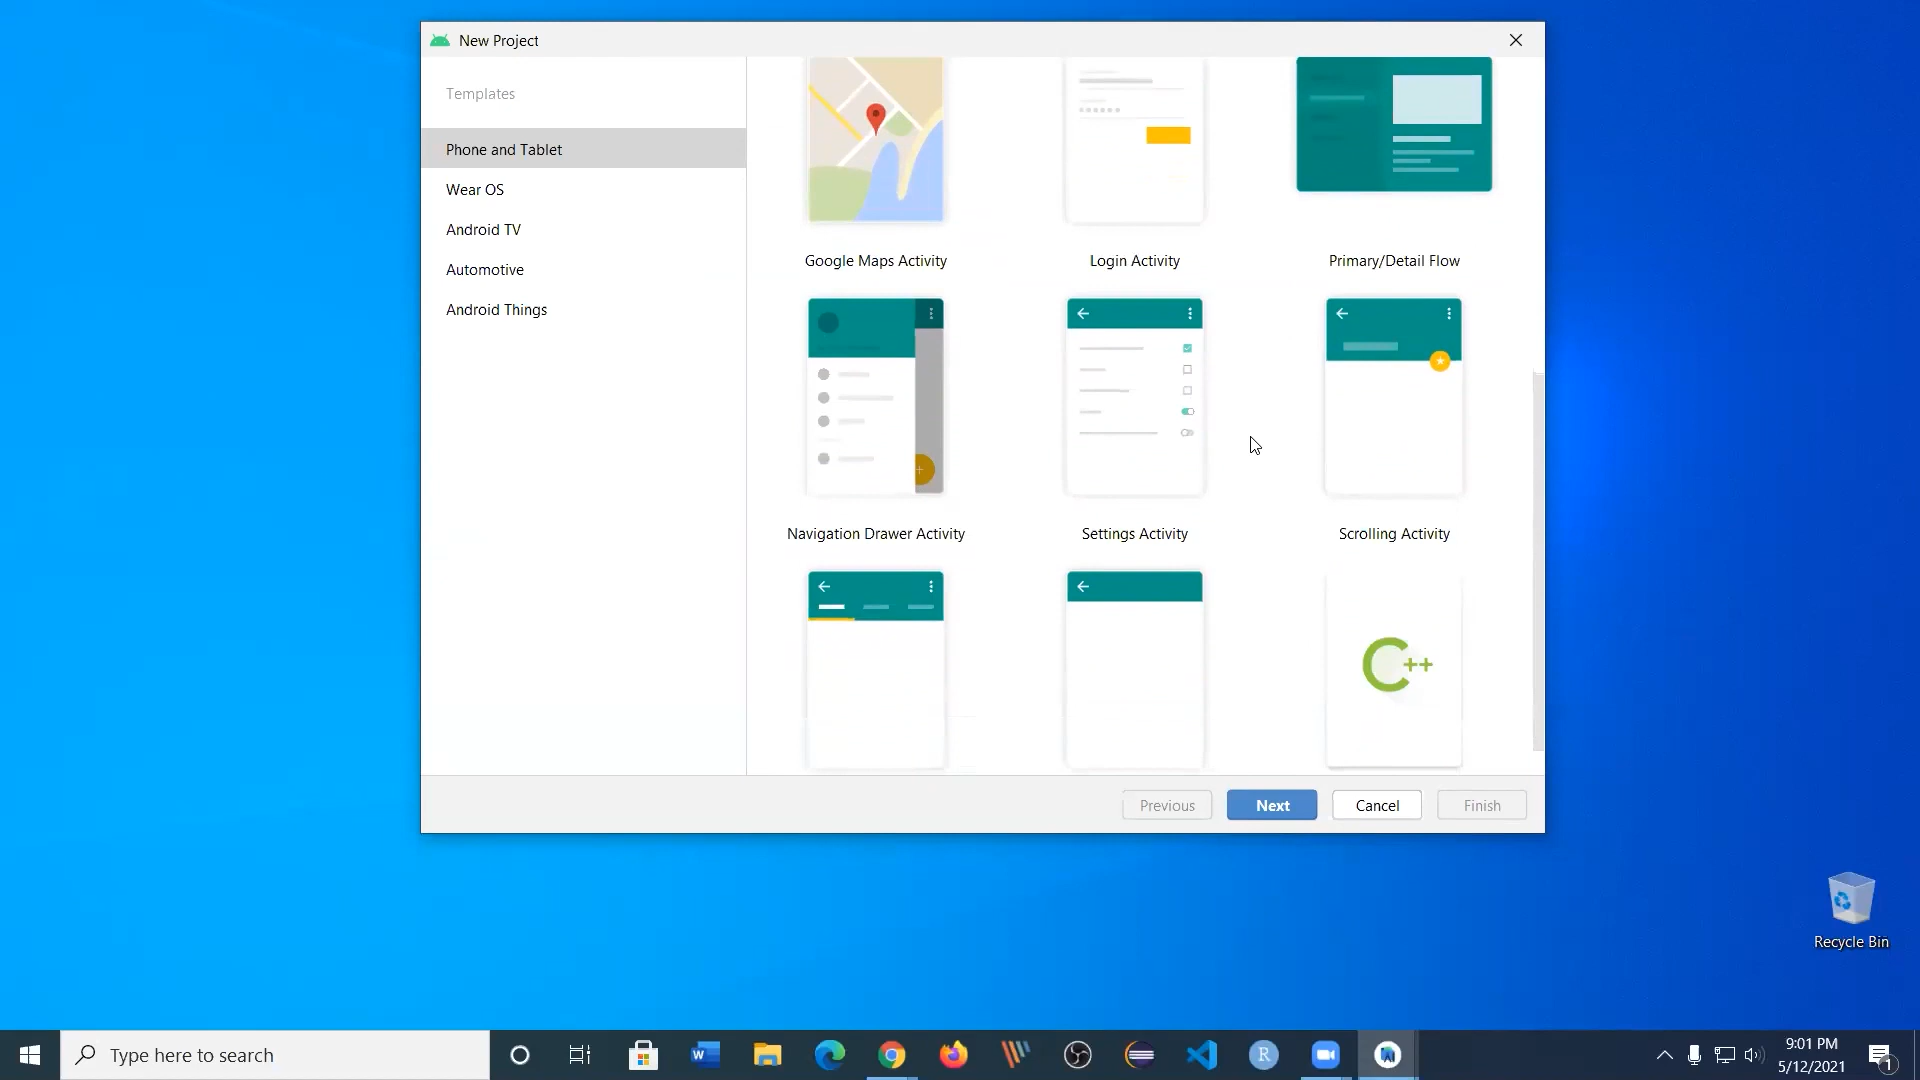 New Project
Templates
Phone and Tablet
Wear OS
Android TV
Automotive
Android Things
Google Maps Activity
Login Activity
Primary/Detail Flow
Navigation Drawer Activity
Settings Activity
Scrolling Activity
C++
Previous
Next
Cancel
Finish
Recycle Bin
Type here to search
W
R
9:01 PM
5/12/2021
1